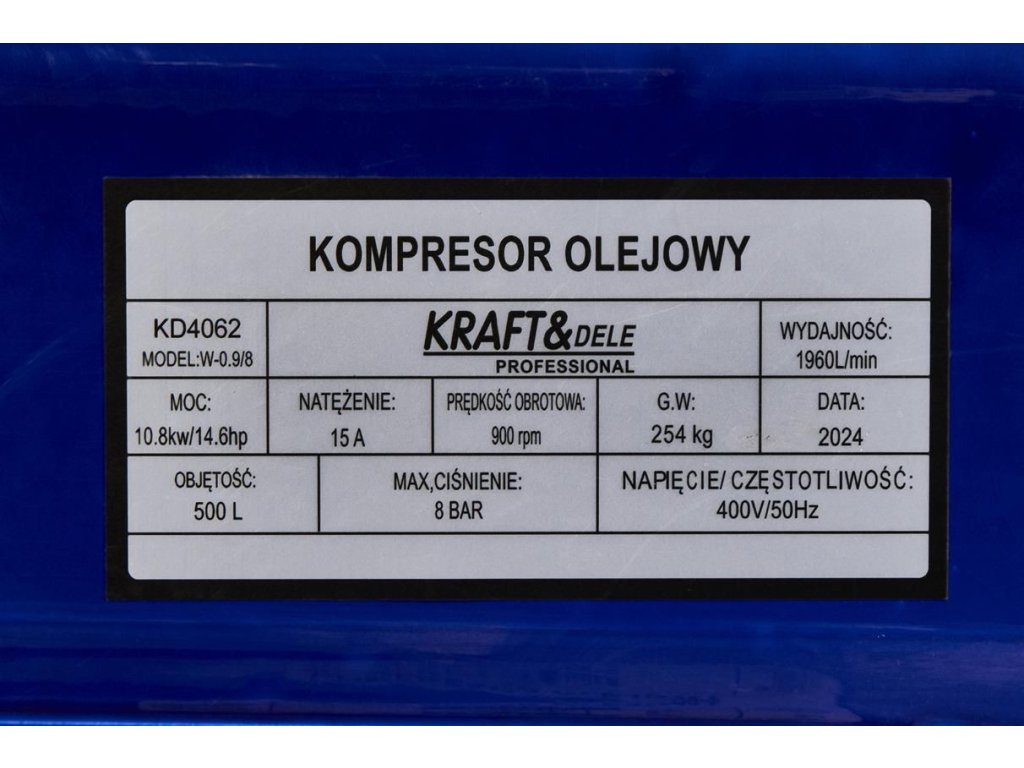 KOMPRESOR OLEJOWY
KD4062
MODEL:W-0.9/8
KRAFT&DELE
PROFESSIONAL
WYDAJNOŚĆ:
1960L/min
MOC:
10.8kw/14.6hp
NATĘŻENIE:
15 A
PRĘDKOŚĆ OBROTOWA:
900 rpm
G.W:
254 kg
DATA:
2024
OBJĘTOŚĆ:
500 L
MAX,CIŚNIENIE:
8 BAR
NAPIĘCIE/ CZĘSTOTLIWOŚĆ:
400V/50Hz